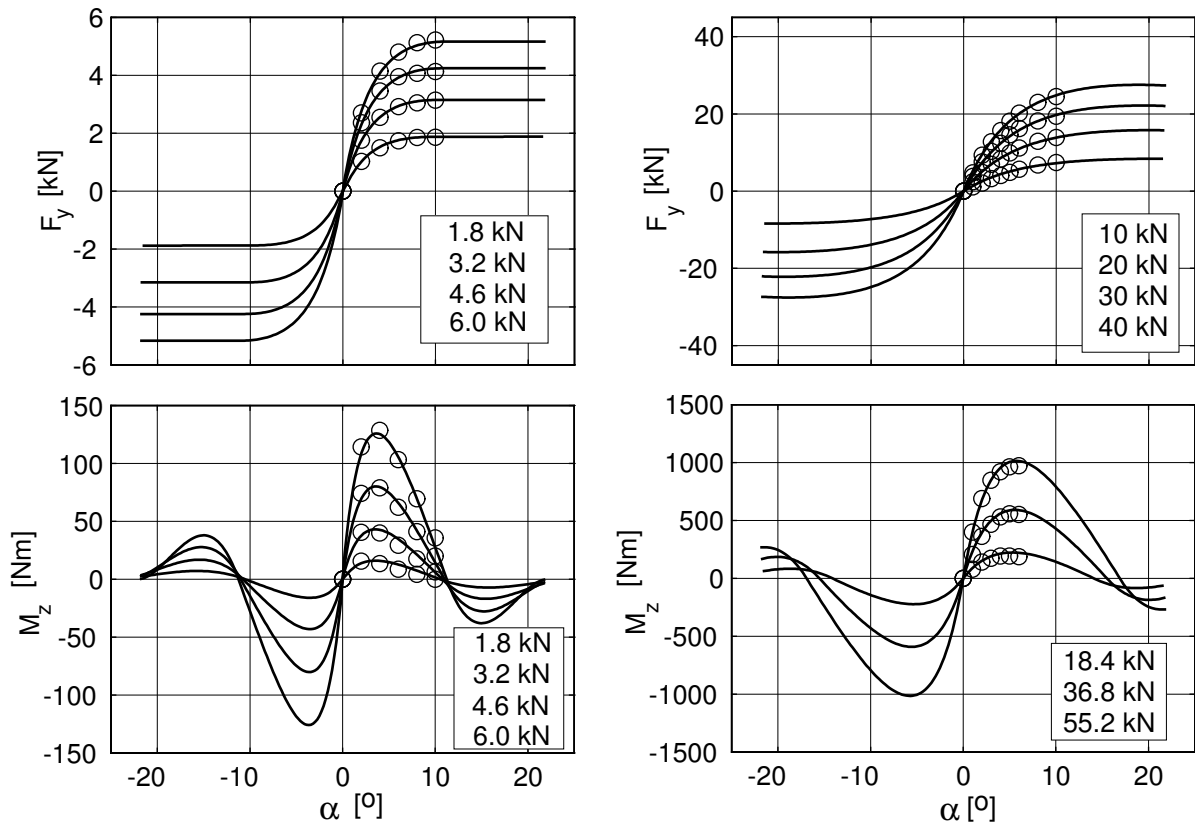 6
4
2
0
-2
-4
-6
F_y [kN]
1.8 kN
3.2 kN
4.6 kN
6.0 kN
40
20
0
-20
-40
F_y [kN]
10 kN
20 kN
30 kN
40 kN
150
100
50
0
-50
-100
-150
M_z [Nm]
1.8 kN
3.2 kN
4.6 kN
6.0 kN
-20 -10 0 10 20
α [o]
1500
1000
500
0
-500
-1000
-1500
M_z [Nm]
18.4 kN
36.8 kN
55.2 kN
-20 -10 0 10 20
α [o]